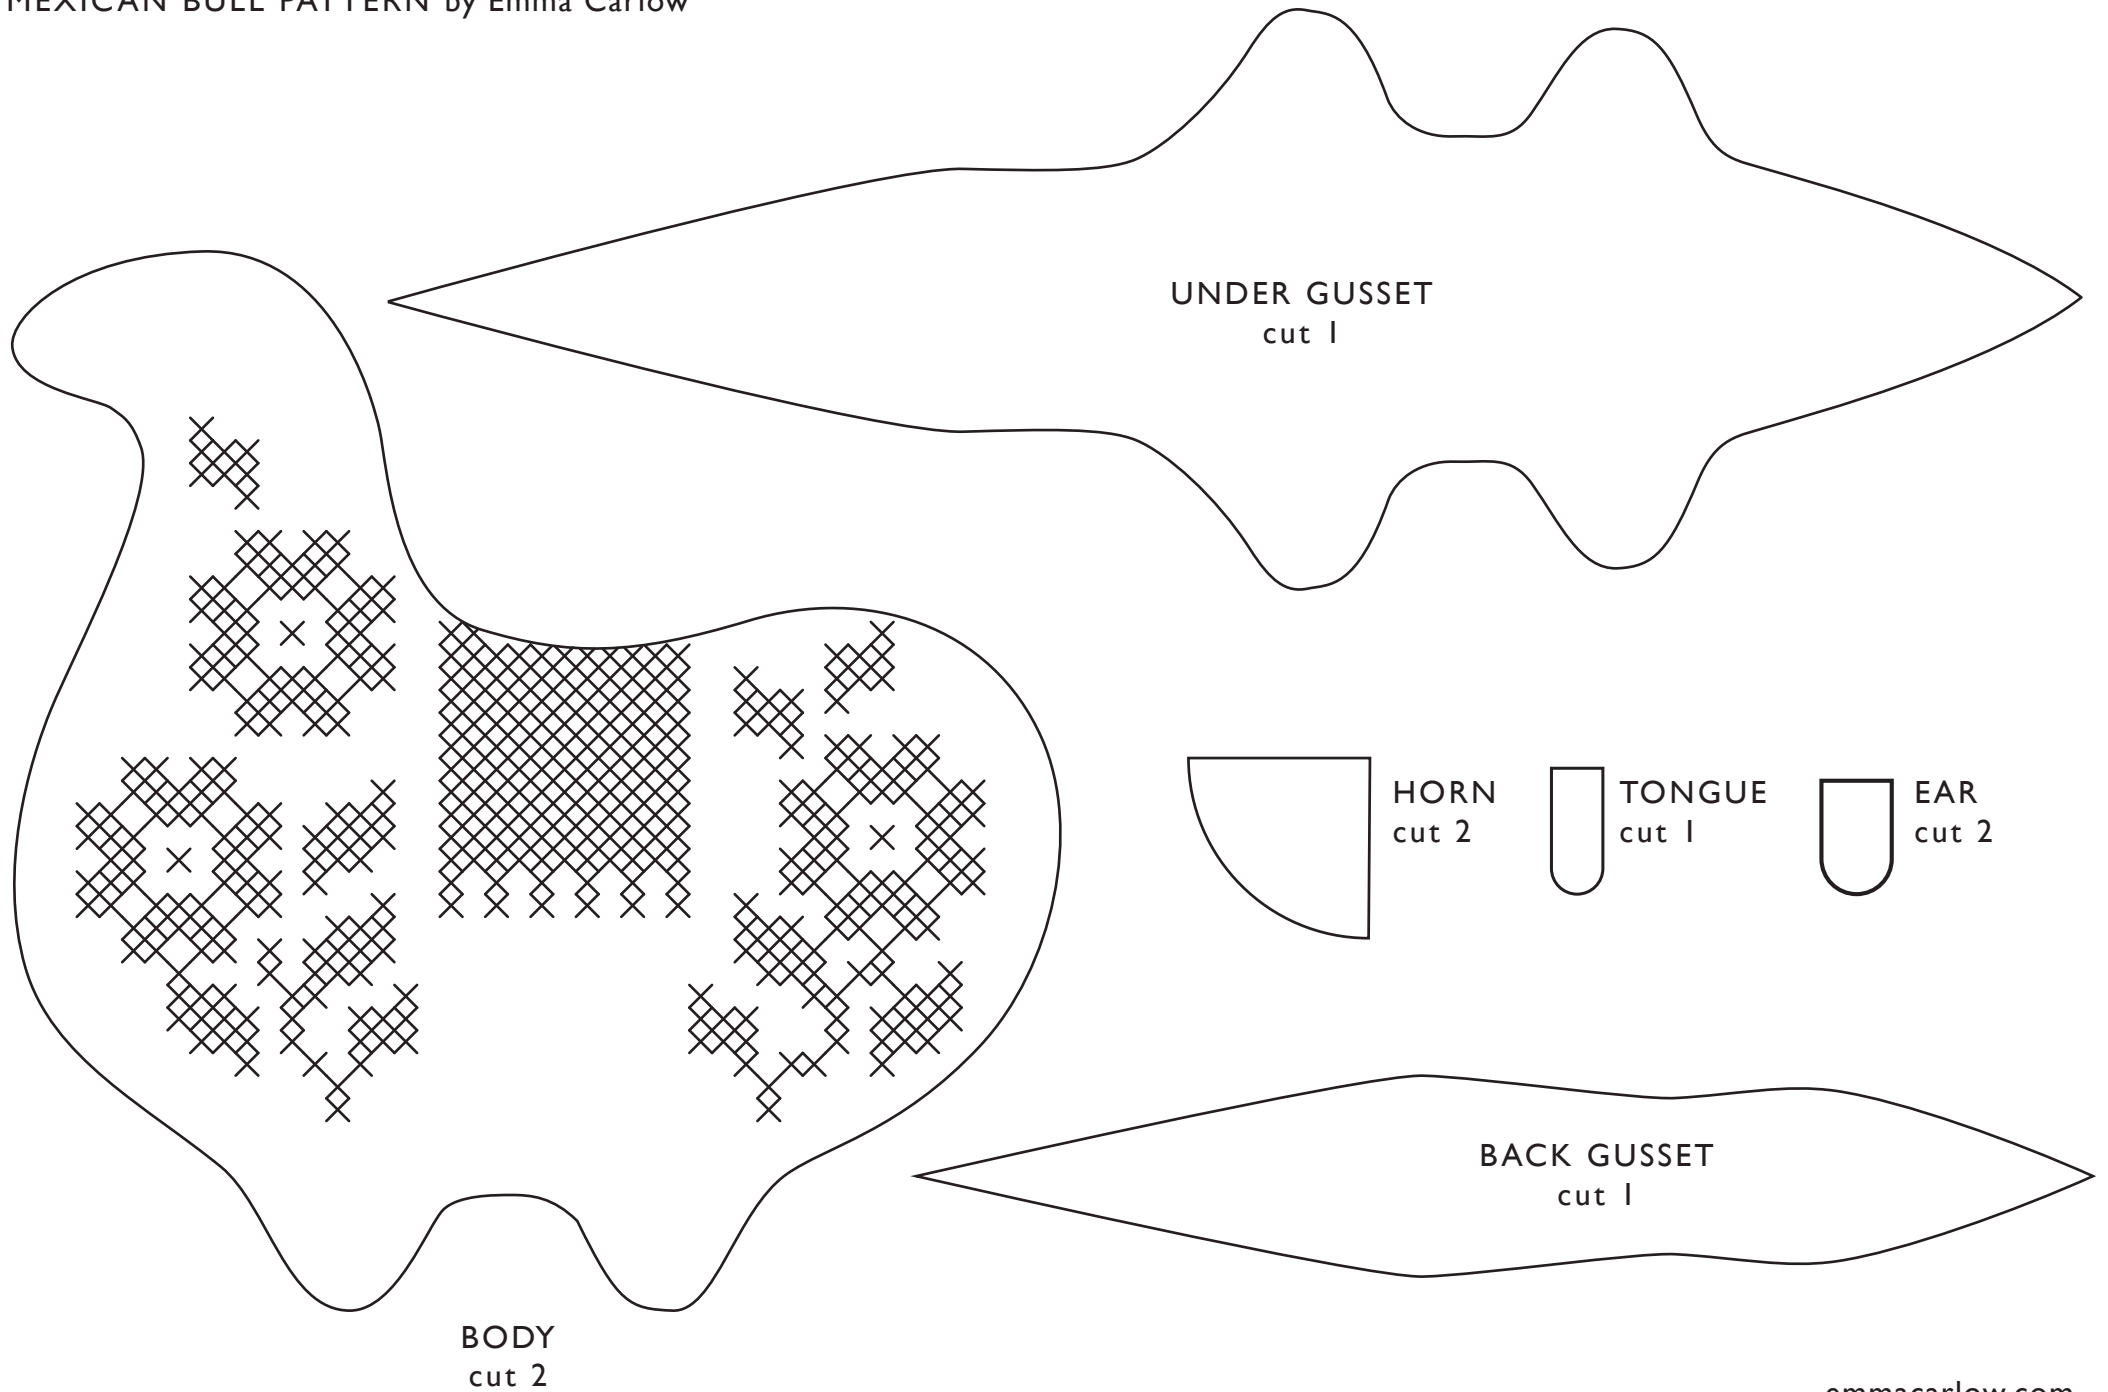 MEXICAN BULL PATTERN by Emma Carlow
UNDER GUSSET
cut 1
HORN
cut 2
TONGUE
cut 1
EAR
cut 2
BACK GUSSET
cut 1
BODY
cut 2
emmacarlow.com